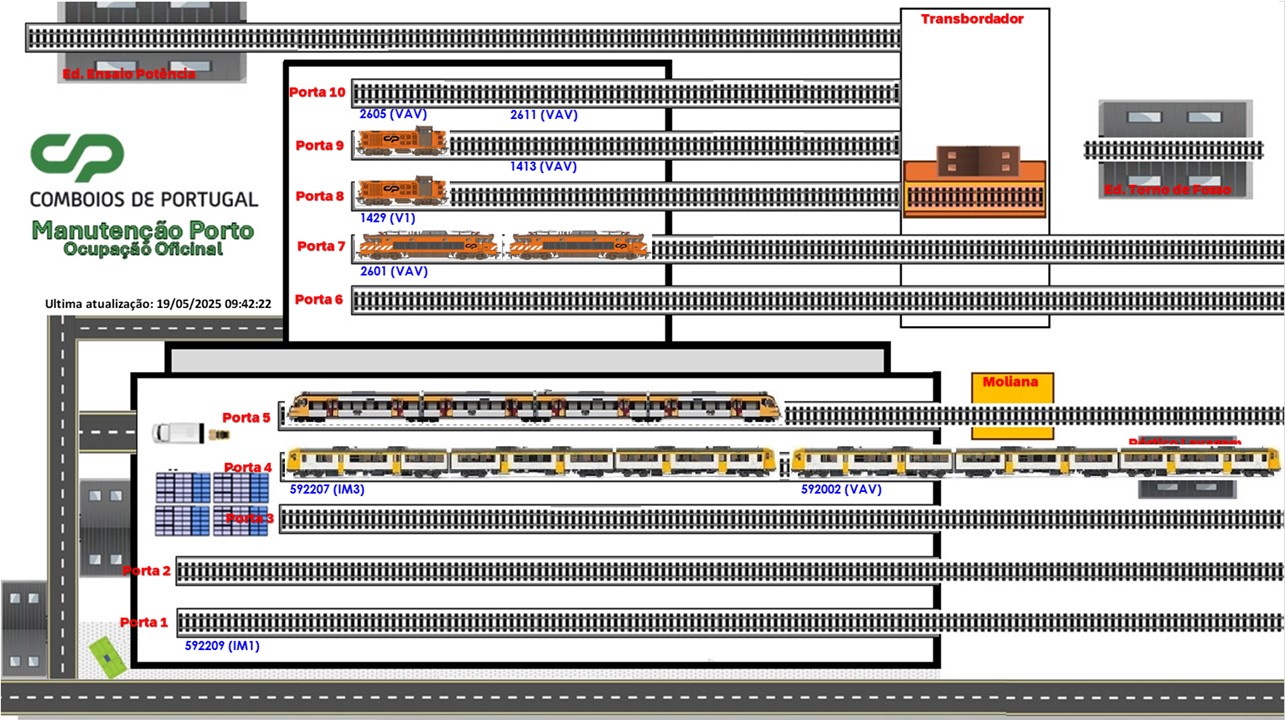 Transbordador
Ed. Ensaio Potência
Porta 10
2605 (VAV)
2611 (VAV)
Porta 9
1413 (VAV)
CP
COMBOIOS DE PORTUGAL
Manutenção Porto
Ocupação Oficinal
Porta 8
1429 (V1)
Ed. Torno de Fosso
Porta 7
2601 (VAV)
Porta 6
Ultima atualização: 19/05/2025 09:42:22
Moliana
Porta 5
Porta 4
592207 (IM3)
592002 (VAV)
Porta 3
Porta 2
Porta 1
592209 (IM1)